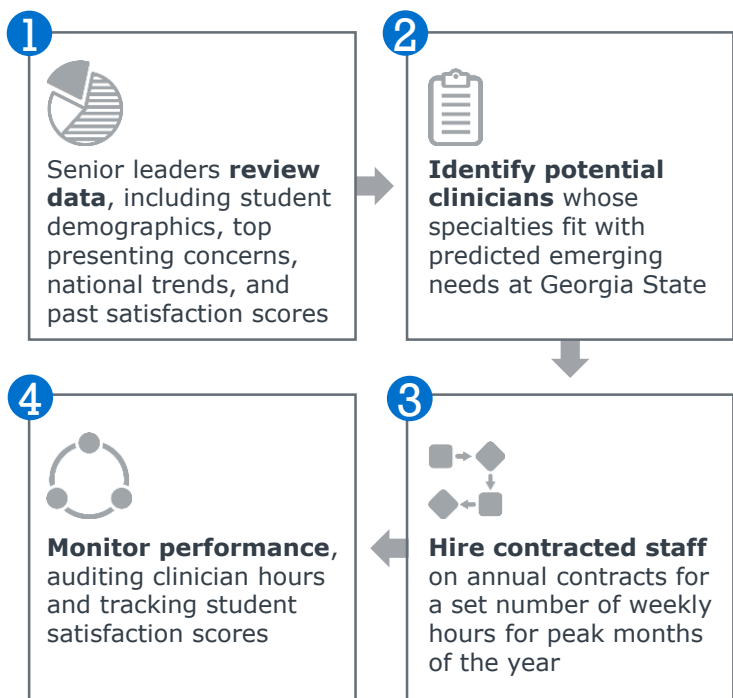 1
Senior leaders review
data, including student
demographics, top
presenting concerns,
national trends, and
past satisfaction scores
2
Identify potential
clinicians whose
specialties fit with
predicted emerging
needs at Georgia State
3
Hire contracted staff
on annual contracts for
a set number of weekly
hours for peak months
of the year
4
Monitor performance,
auditing clinician hours
and tracking student
satisfaction scores